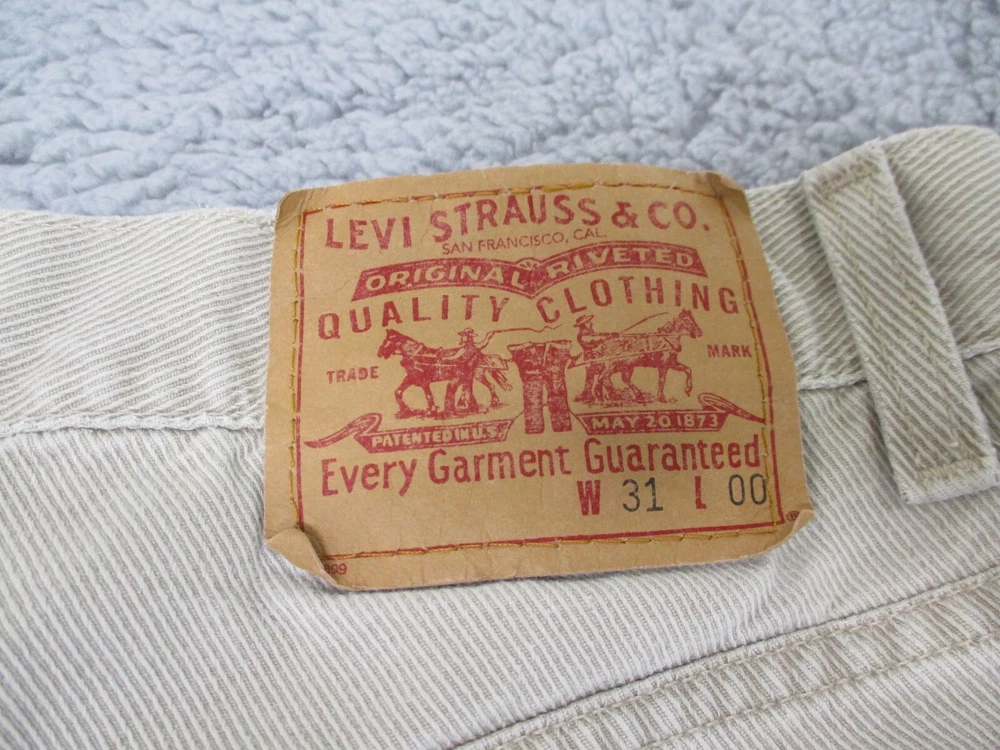 LEVI STRAUSS & CO.
SAN FRANCISCO, CAL.
ORIGINAL RIVETED
QUALITY CLOTHING
TRADE MARK
PATENTED IN U.S. MAY 20 1873
Every Garment Guaranteed
W 31 L 00
®